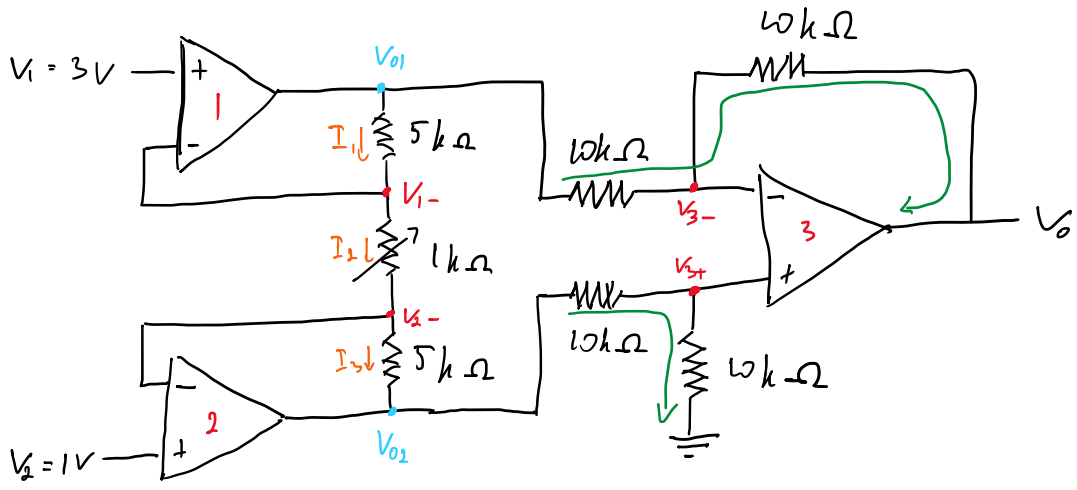 10kΩ
V01
V1 = 3V
+
1
-
I1↓
5kΩ
10kΩ
V1-
V3-
-
3
V0
I2↓
1kΩ
V3+
+
V2-
10kΩ
I3↓
5kΩ
10kΩ
-
2
+
V02
V2 = 1V